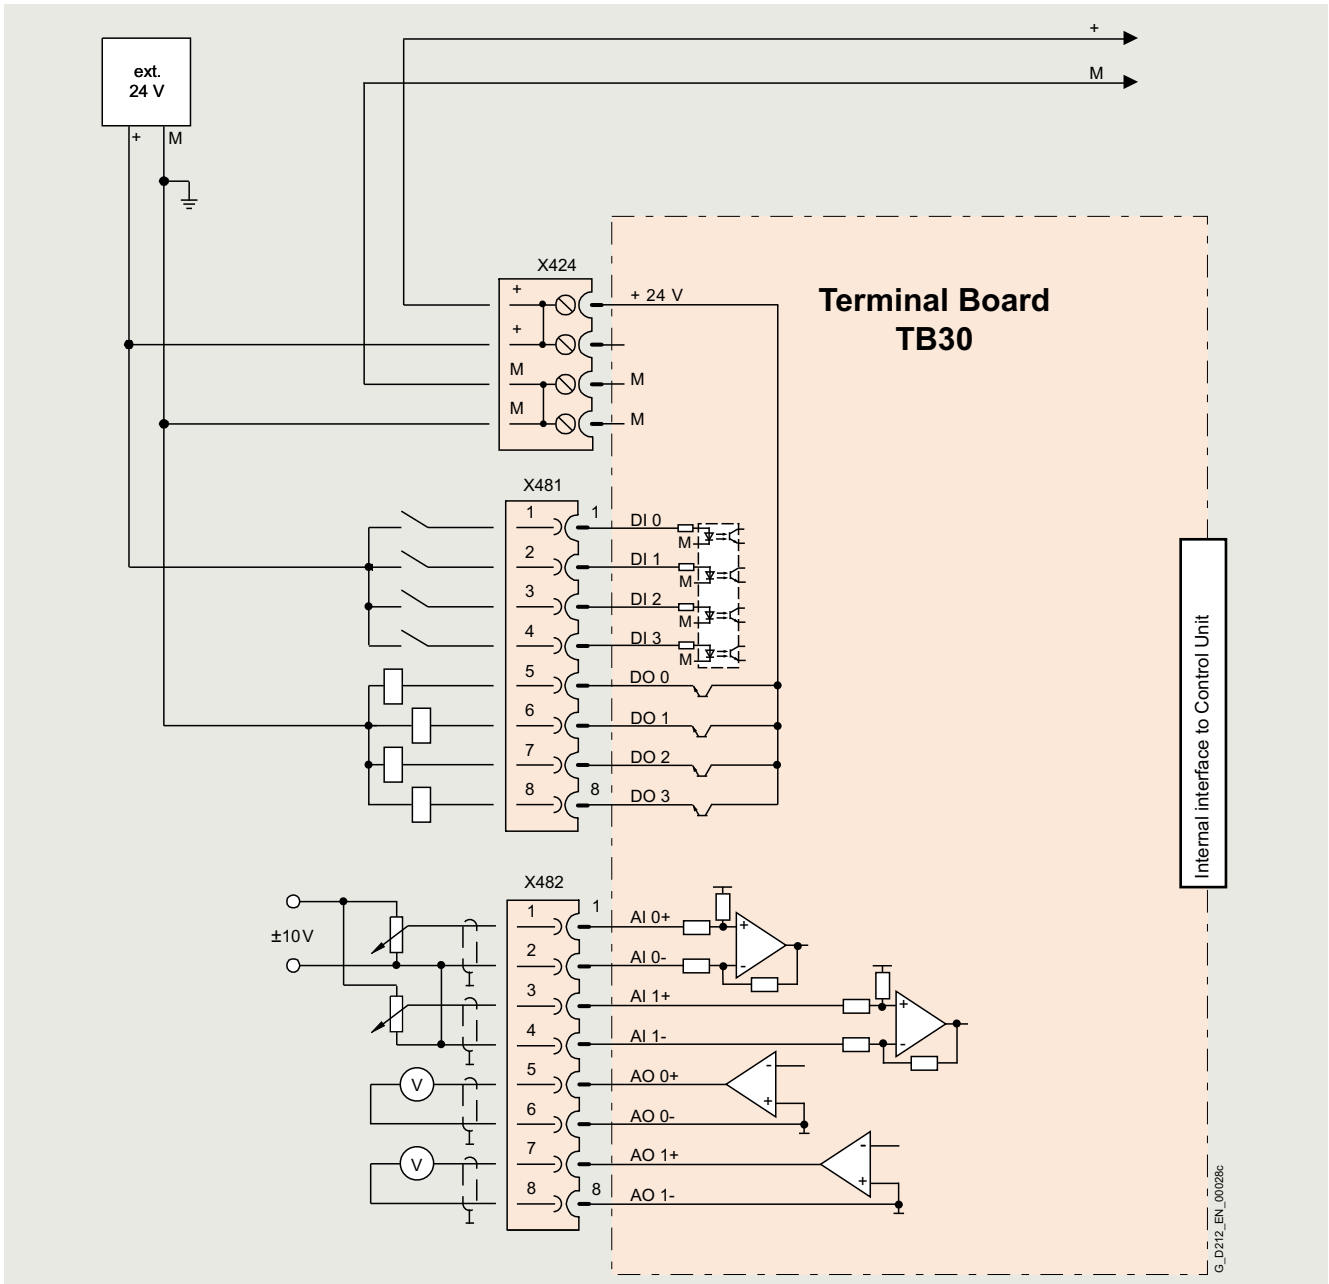 +
M
ext.
24 V
+
M
X424
+
+ 24 V
+
M
M
M
M
Terminal Board
TB30
X481
1
1
DI 0
M
2
DI 1
M
3
DI 2
M
4
DI 3
M
5
DO 0
6
DO 1
7
DO 2
8
8
DO 3
Internal interface to Control Unit
X482
±10 V
1
1
AI 0+
+
2
AI 0-
-
3
AI 1+
+
4
AI 1-
-
V
5
AO 0+
-
6
AO 0-
+
V
7
AO 1+
-
8
8
AO 1-
+
G_D212_EN_00028c